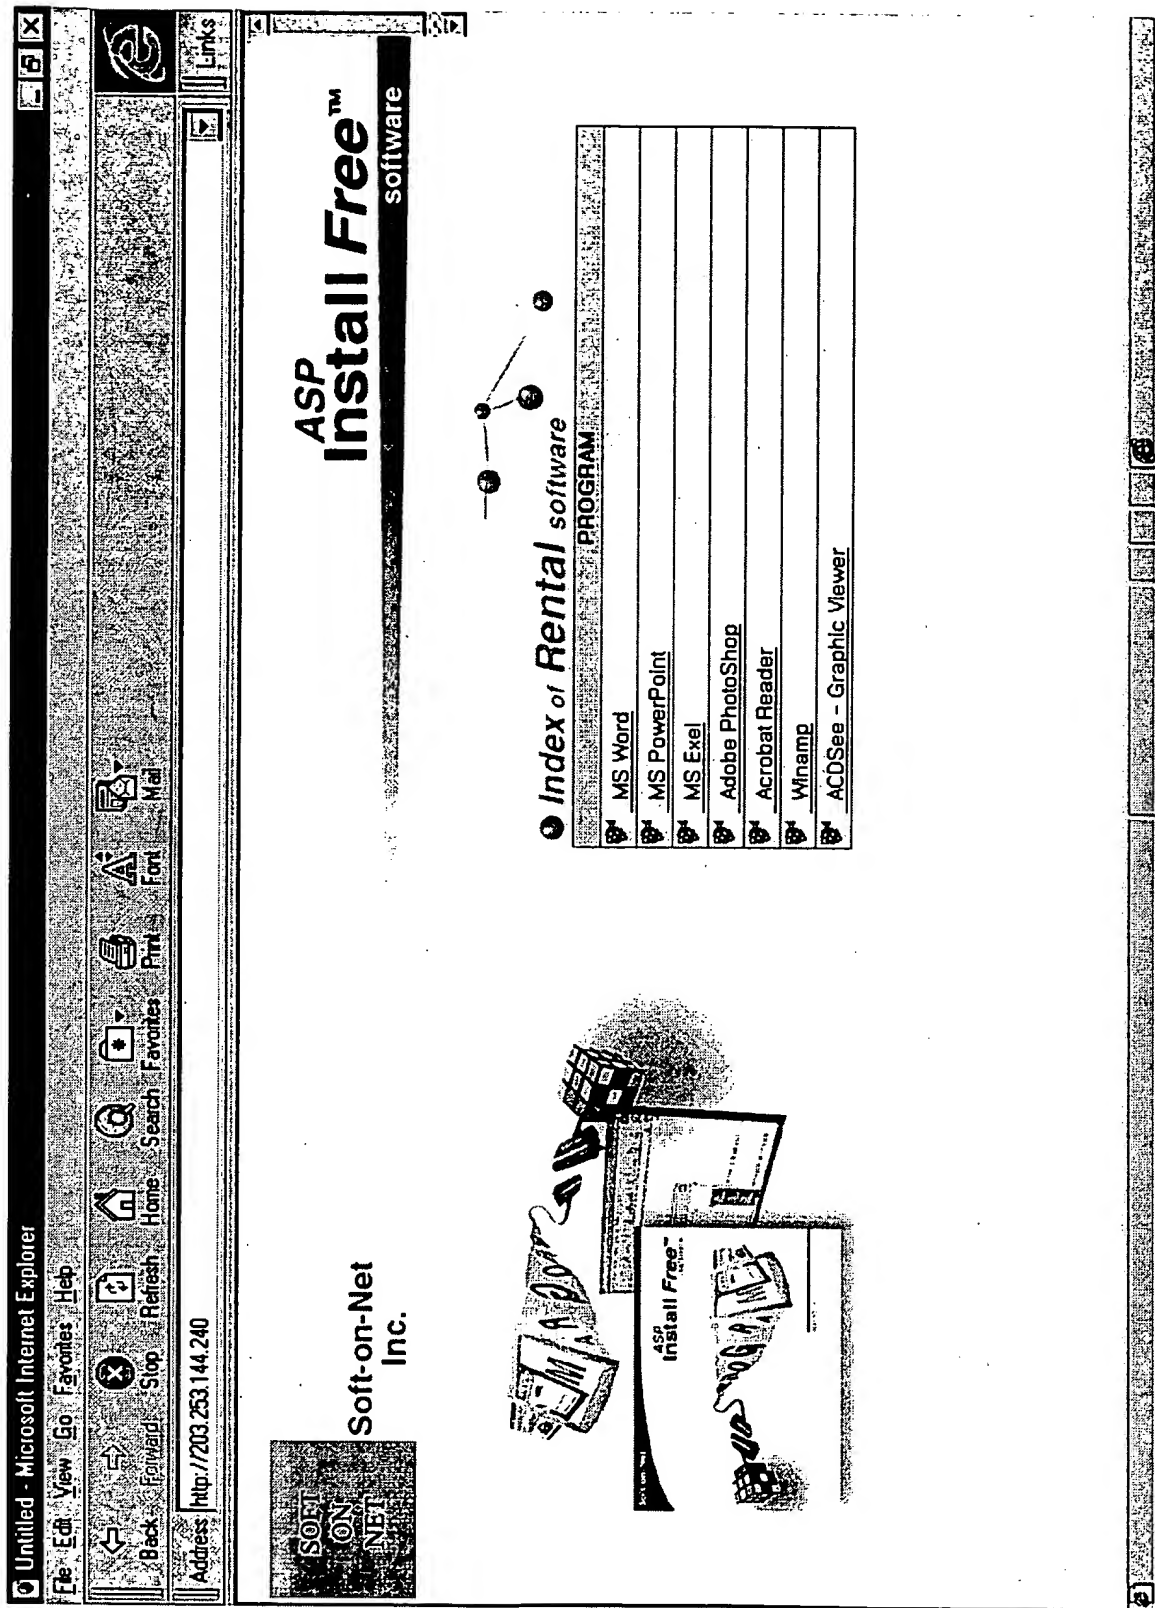 Untitled - Microsoft Internet Explorer
File Edit View Go Favorites Help
Back Forward Stop Refresh Home Search Favorites Print Font Mail
Address http://203.253.144.240 Links
SOFT
ON
NET
Soft-on-Net
Inc.
ASP
Install Free™
software
Index of Rental software
PROGRAM
MS Word
MS PowerPoint
MS Exel
Adobe PhotoShop
Acrobat Reader
Winamp
ACDSee - Graphic Viewer
ASP
Install Free™